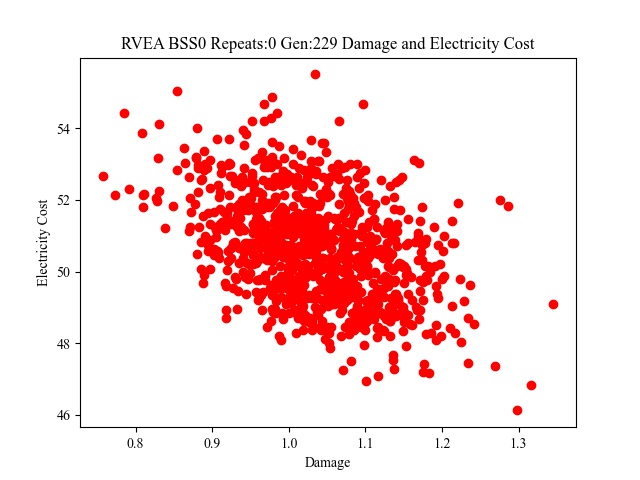 RVEA BSS0 Repeats:0 Gen:229 Damage and Electricity Cost
Electricity Cost
54
52
50
48
46
0.8 0.9 1.0 1.1 1.2 1.3
Damage